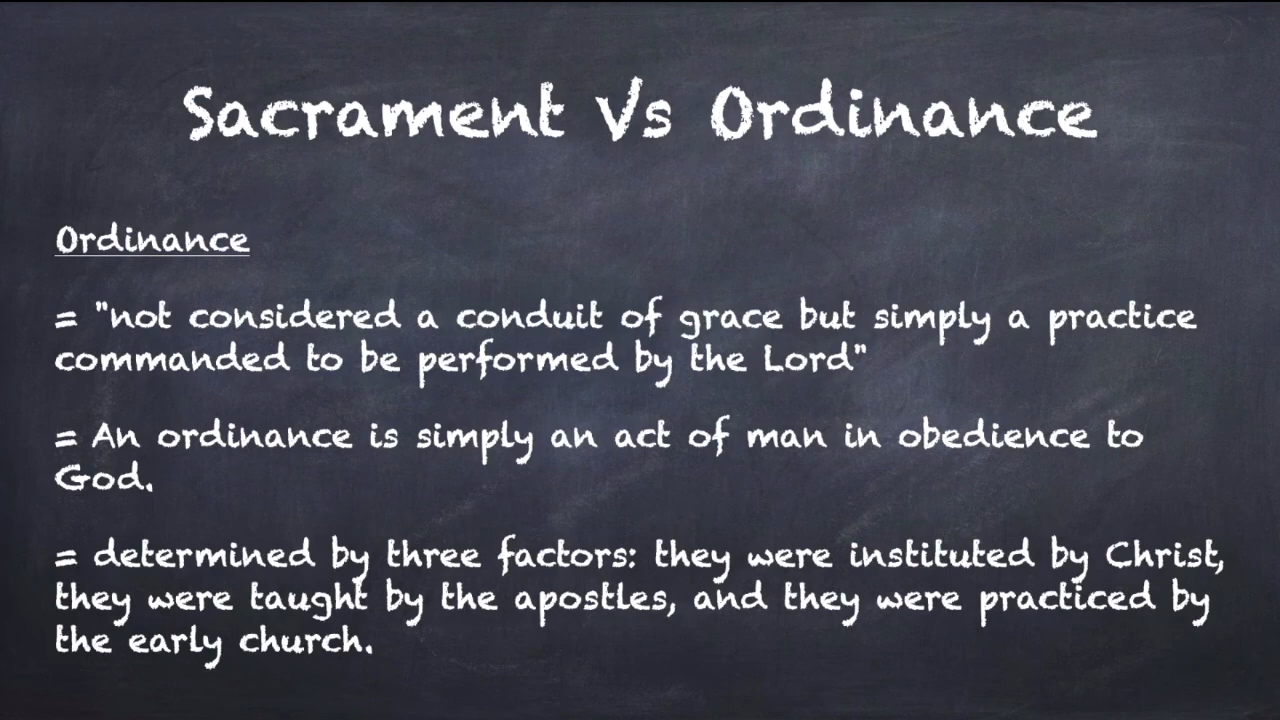 Sacrament Vs Ordinance
Ordinance
= "not considered a conduit of grace but simply a practice
commanded to be performed by the Lord"
= An ordinance is simply an act of man in obedience to
God.
= determined by three factors: they were instituted by Christ,
they were taught by the apostles, and they were practiced by
the early church.